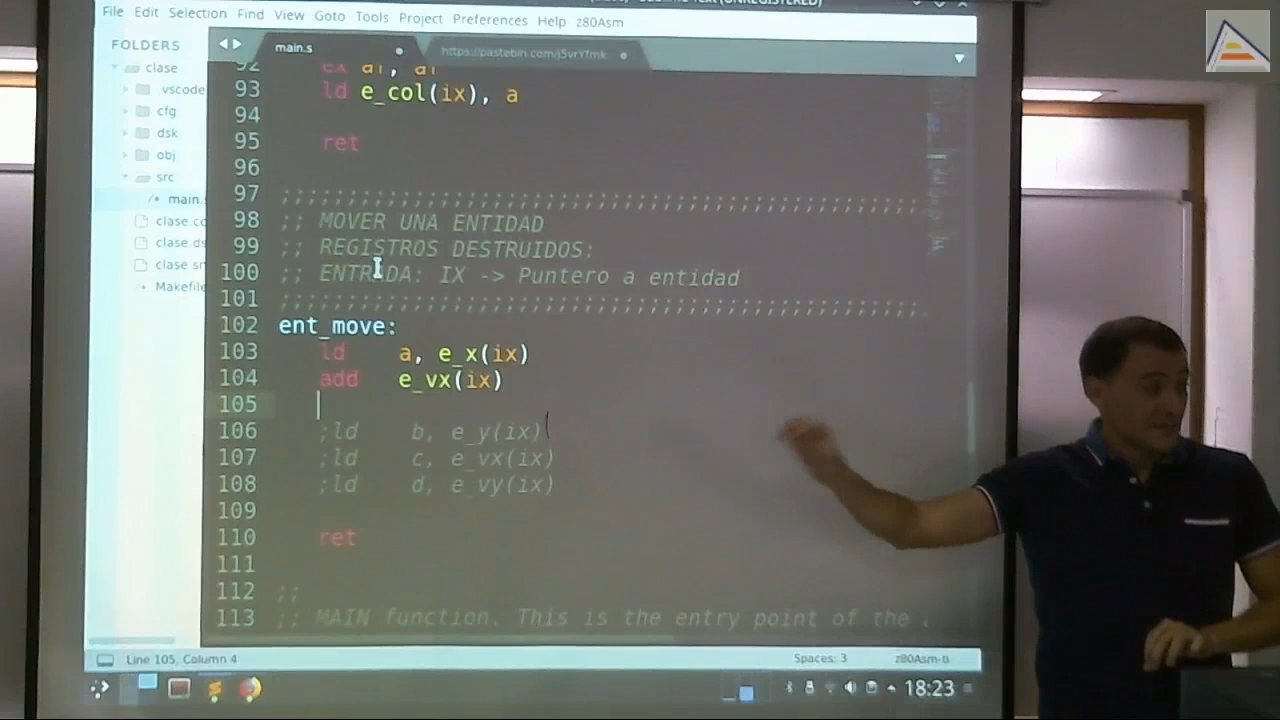 File Edit Selection Find View Goto Tools Project Preferences Help z80Asm
FOLDERS
clase
vscode
cfg
dsk
obj
src
main.
clase.co
clase.ds
clase sn
Makefile
main.s
92 ex af, af
93 ld e_col(ix), a
94
95 ret
96
97 ;;;;;;;;;;;;;;;;;;;;;;;;;;;;;;;;;;;;;;;;;;;;;;;;
98 ;; MOVER UNA ENTIDAD
99 ;; REGISTROS DESTRUIDOS:
100 ;; ENTRADA: IX -> Puntero a entidad
101 ;;;;;;;;;;;;;;;;;;;;;;;;;;;;;;;;;;;;;;;;;;;;;;;;
102 ent_move:
103 ld a, e_x(ix)
104 add e_vx(ix)
105
106 ;ld b, e_y(ix)
107 ;ld c, e_vx(ix)
108 ;ld d, e_vy(ix)
109
110 ret
111
112 ;;
113 ;; MAIN function. This is the entry point of the
Line 105, Column 4 Spaces: 3 z80Asm-ti
18:23